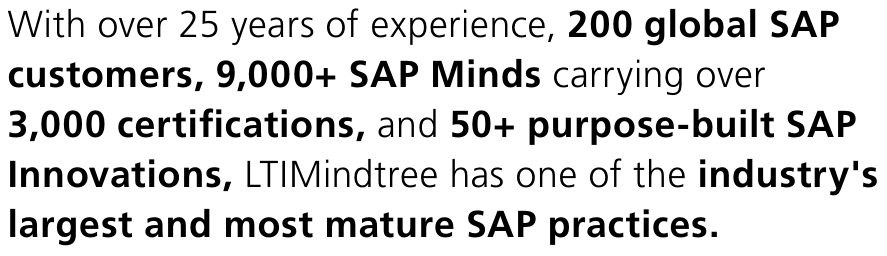 With over 25 years of experience, 200 global SAP
customers, 9,000+ SAP Minds carrying over
3,000 certifications, and 50+ purpose-built SAP
Innovations, LTIMindtree has one of the industry's
largest and most mature SAP practices.